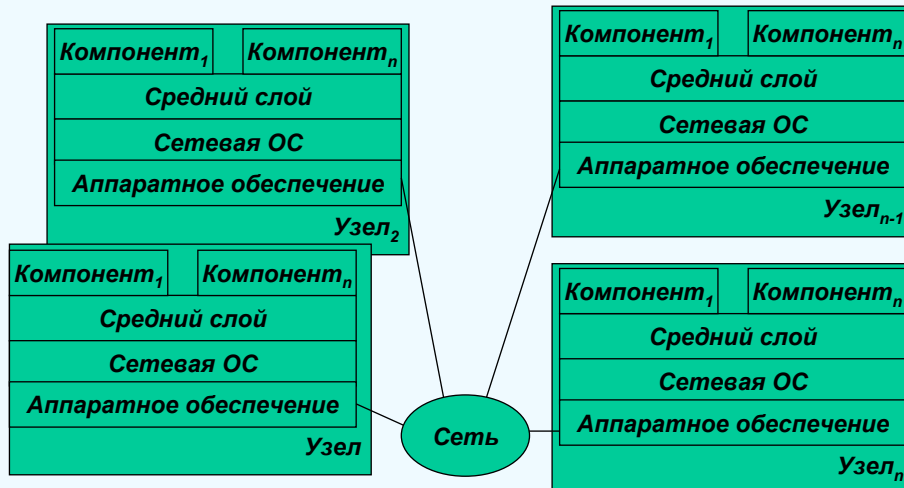 Компонент₁ Компонентₙ
Средний слой
Сетевая ОС
Аппаратное обеспечение
Узел₂
Компонент₁ Компонентₙ
Средний слой
Сетевая ОС
Аппаратное обеспечение
Узел
Компонент₁ Компонентₙ
Средний слой
Сетевая ОС
Аппаратное обеспечение
Узелₙ₋₁
Компонент₁ Компонентₙ
Средний слой
Сетевая ОС
Аппаратное обеспечение
Узелₙ
Сеть